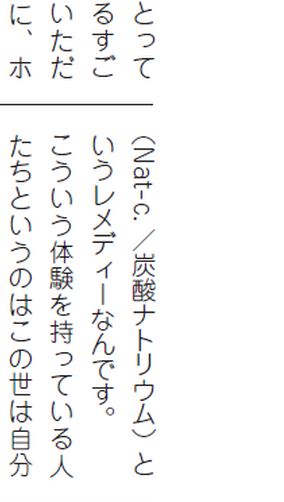 とって
るすご
いただ
に、ホ
（Nat-c.／炭酸ナトリウム）と
いうレメディーなんです。
こういう体験を持っている人
たちというのはこの世は自分